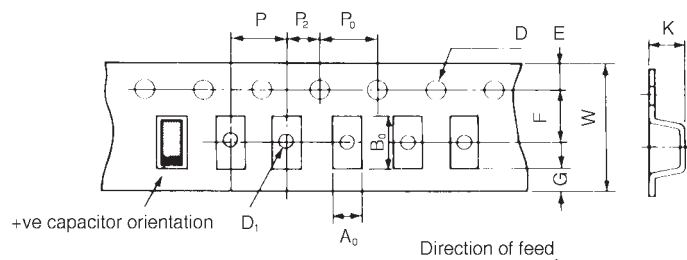 P P₂ P₀ D E K
F
W
B₀
G
+ve capacitor orientation D₁
A₀
Direction of feed